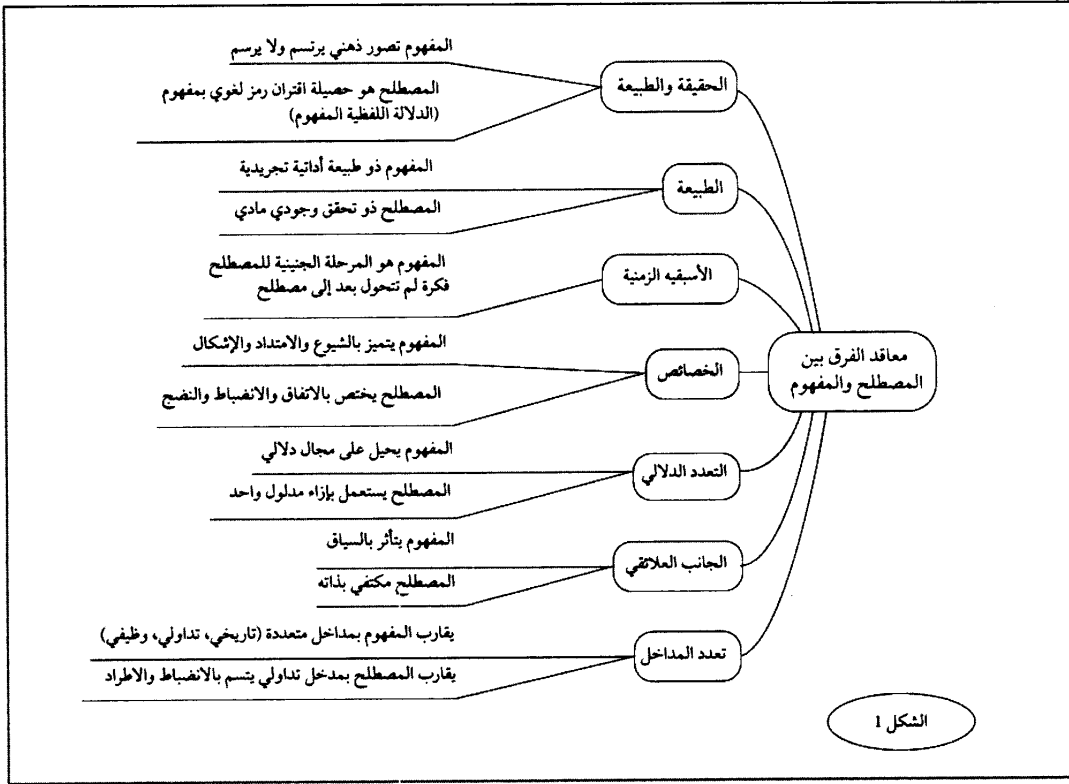 معاقد الفرق بين
المصطلح والمفهوم
الحقيقة والطبيعة
المفهوم تصور ذهني يرتسم ولا يرسم
المصطلح هو حصيلة اقتران رمز لغوي بمفهوم
(الدلالة اللفظية المفهوم)
الطبيعة
المفهوم ذو طبيعة أداتية تجريدية
المصطلح ذو تحقق وجودي مادي
الأسبقيه الزمنية
المفهوم هو المرحلة الجنينية للمصطلح
فكرة لم تتحول بعد إلى مصطلح
الخصائص
المفهوم يتميز بالشيوع والامتداد والإشكال
المصطلح يختص بالاتفاق والانضباط والنضج
التعدد الدلالي
المفهوم يحيل على مجال دلالي
المصطلح يستعمل بإزاء مدلول واحد
الجانب العلائقي
المفهوم يتأثر بالسياق
المصطلح مكتفي بذاته
تعدد المداخل
يقارب المفهوم بمداخل متعددة (تاريخي، تداولي، وظيفي)
يقارب المصطلح بمدخل تداولي يتسم بالانضباط والاطراد
الشكل 1